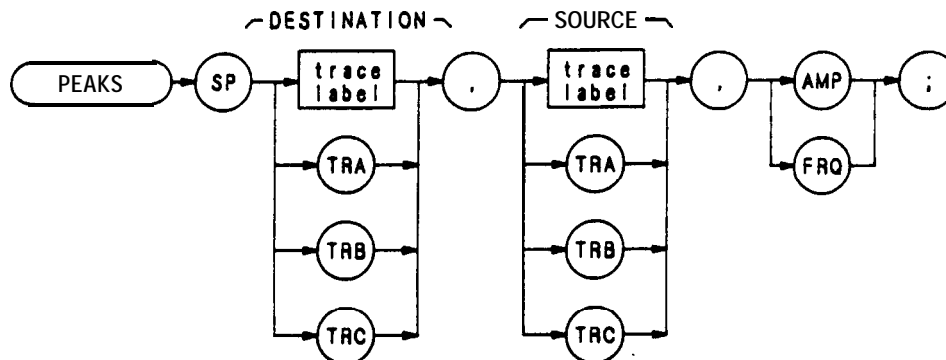 DESTINATION SOURCE
PEAKS SP trace label , trace label , AMP ;
TRA TRA FRQ
TRB TRB
TRC TRC